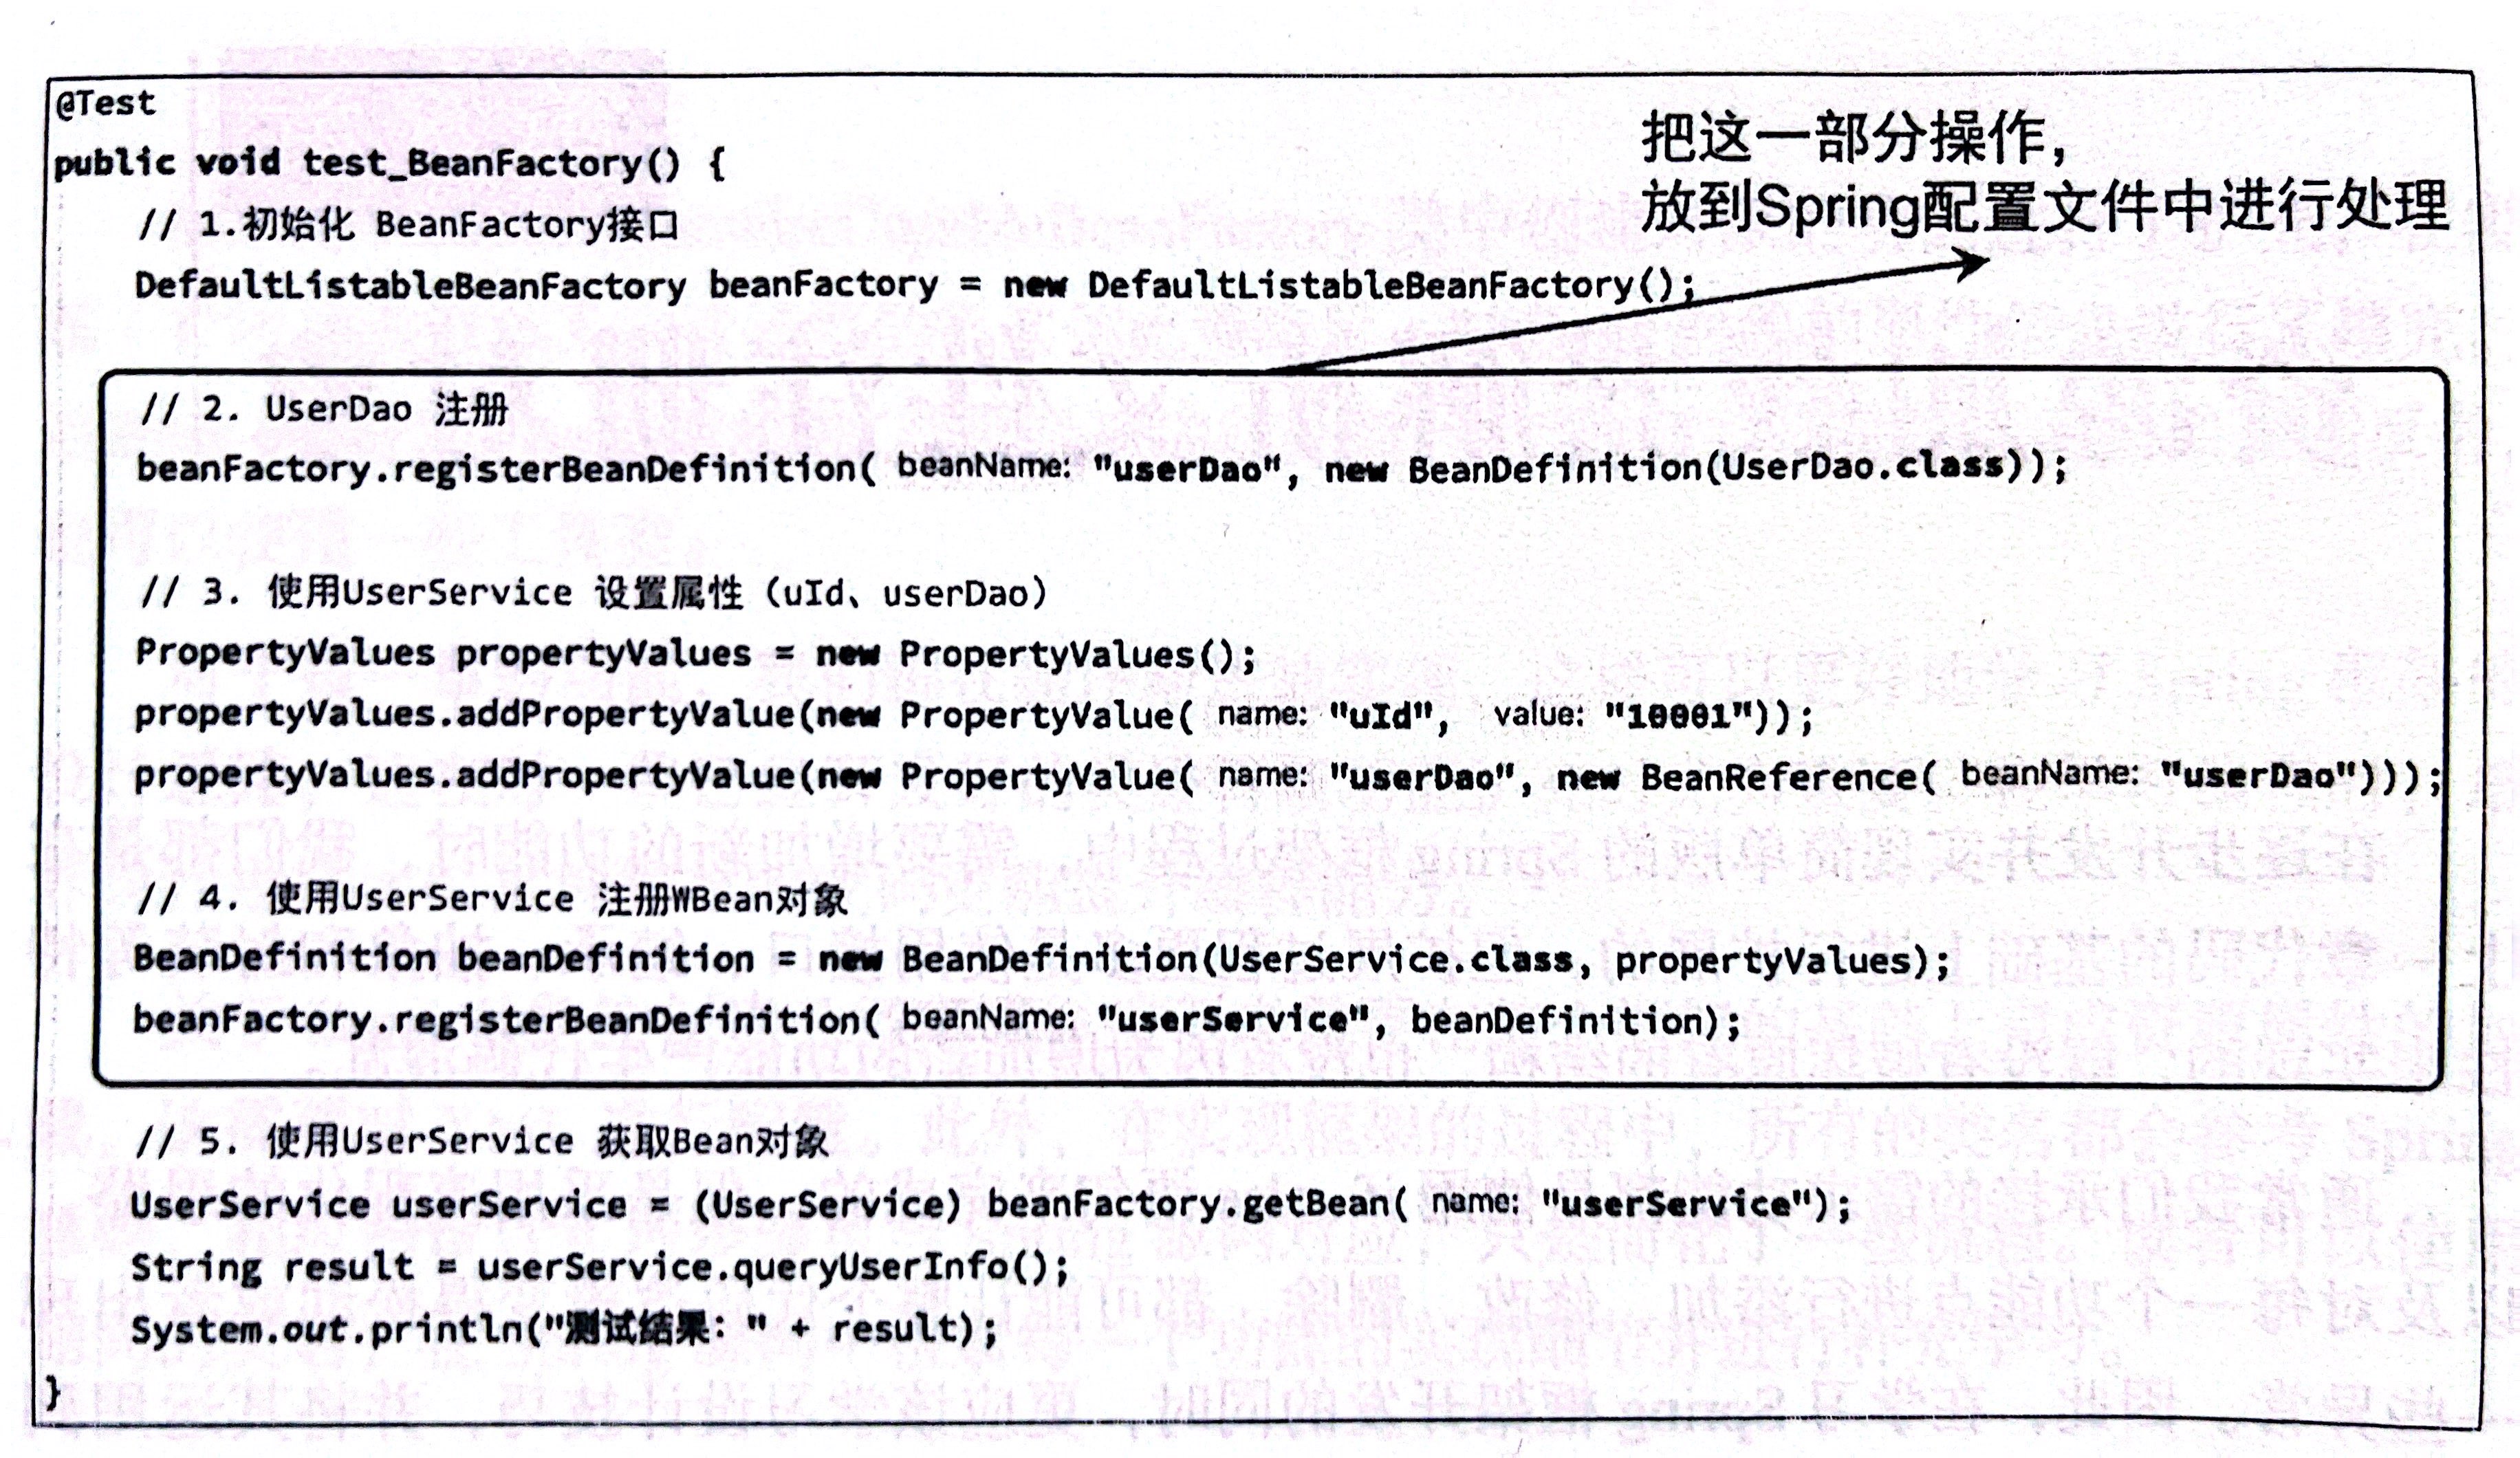 @Test
public void test_BeanFactory() {
// 1.初始化 BeanFactory接口
DefaultListableBeanFactory beanFactory = new DefaultListableBeanFactory();
把这一部分操作,
放到Spring配置文件中进行处理
// 2. UserDao 注册
beanFactory.registerBeanDefinition( beanName: "userDao", new BeanDefinition(UserDao.class));
// 3. 使用UserService 设置属性（uId、userDao）
PropertyValues propertyValues = new PropertyValues();
propertyValues.addPropertyValue(new PropertyValue( name: "uId", value: "10001"));
propertyValues.addPropertyValue(new PropertyValue( name: "userDao", new BeanReference( beanName: "userDao")));
// 4. 使用UserService 注册WBean对象
BeanDefinition beanDefinition = new BeanDefinition(UserService.class, propertyValues);
beanFactory.registerBeanDefinition( beanName: "userService", beanDefinition);
// 5. 使用UserService 获取Bean对象
UserService userService = (UserService) beanFactory.getBean( name: "userService");
String result = userService.queryUserInfo();
System.out.println("测试结果：" + result);
}